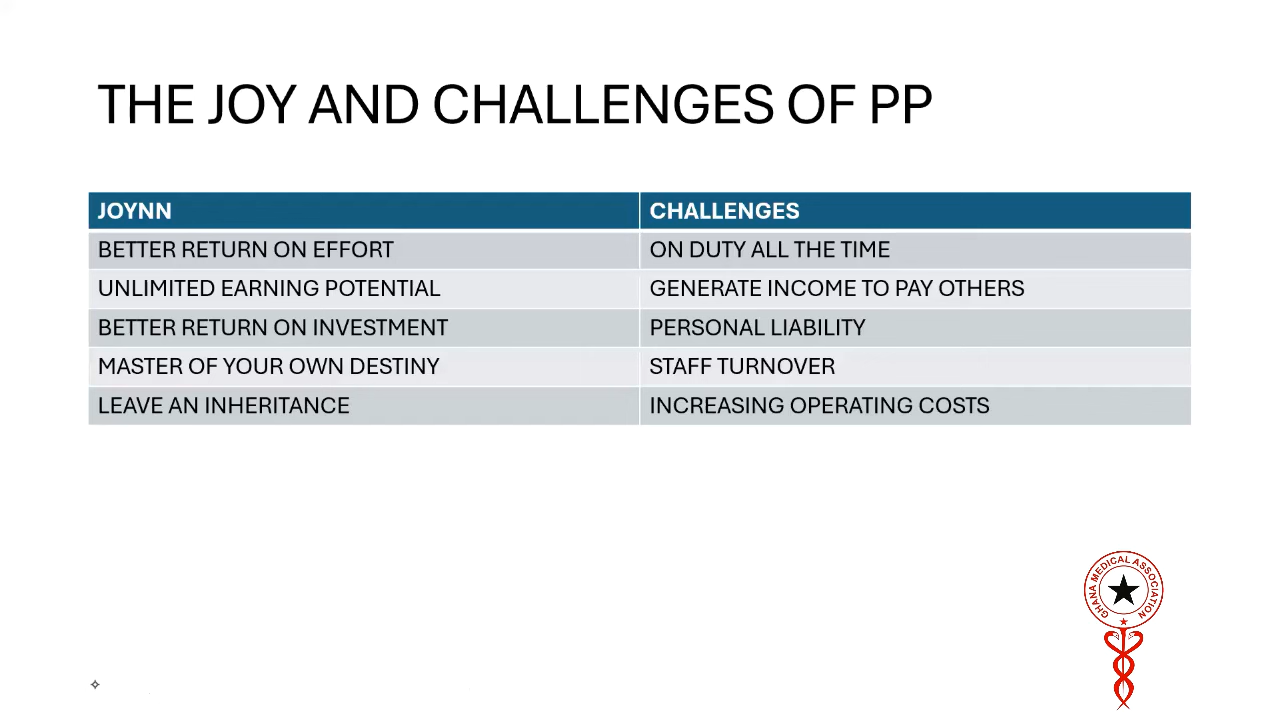 THE JOY AND CHALLENGES OF PP
JOYNN CHALLENGES
BETTER RETURN ON EFFORT ON DUTY ALL THE TIME
UNLIMITED EARNING POTENTIAL GENERATE INCOME TO PAY OTHERS
BETTER RETURN ON INVESTMENT PERSONAL LIABILITY
MASTER OF YOUR OWN DESTINY STAFF TURNOVER
LEAVE AN INHERITANCE INCREASING OPERATING COSTS
GHANA MEDICAL ASSOCIATION